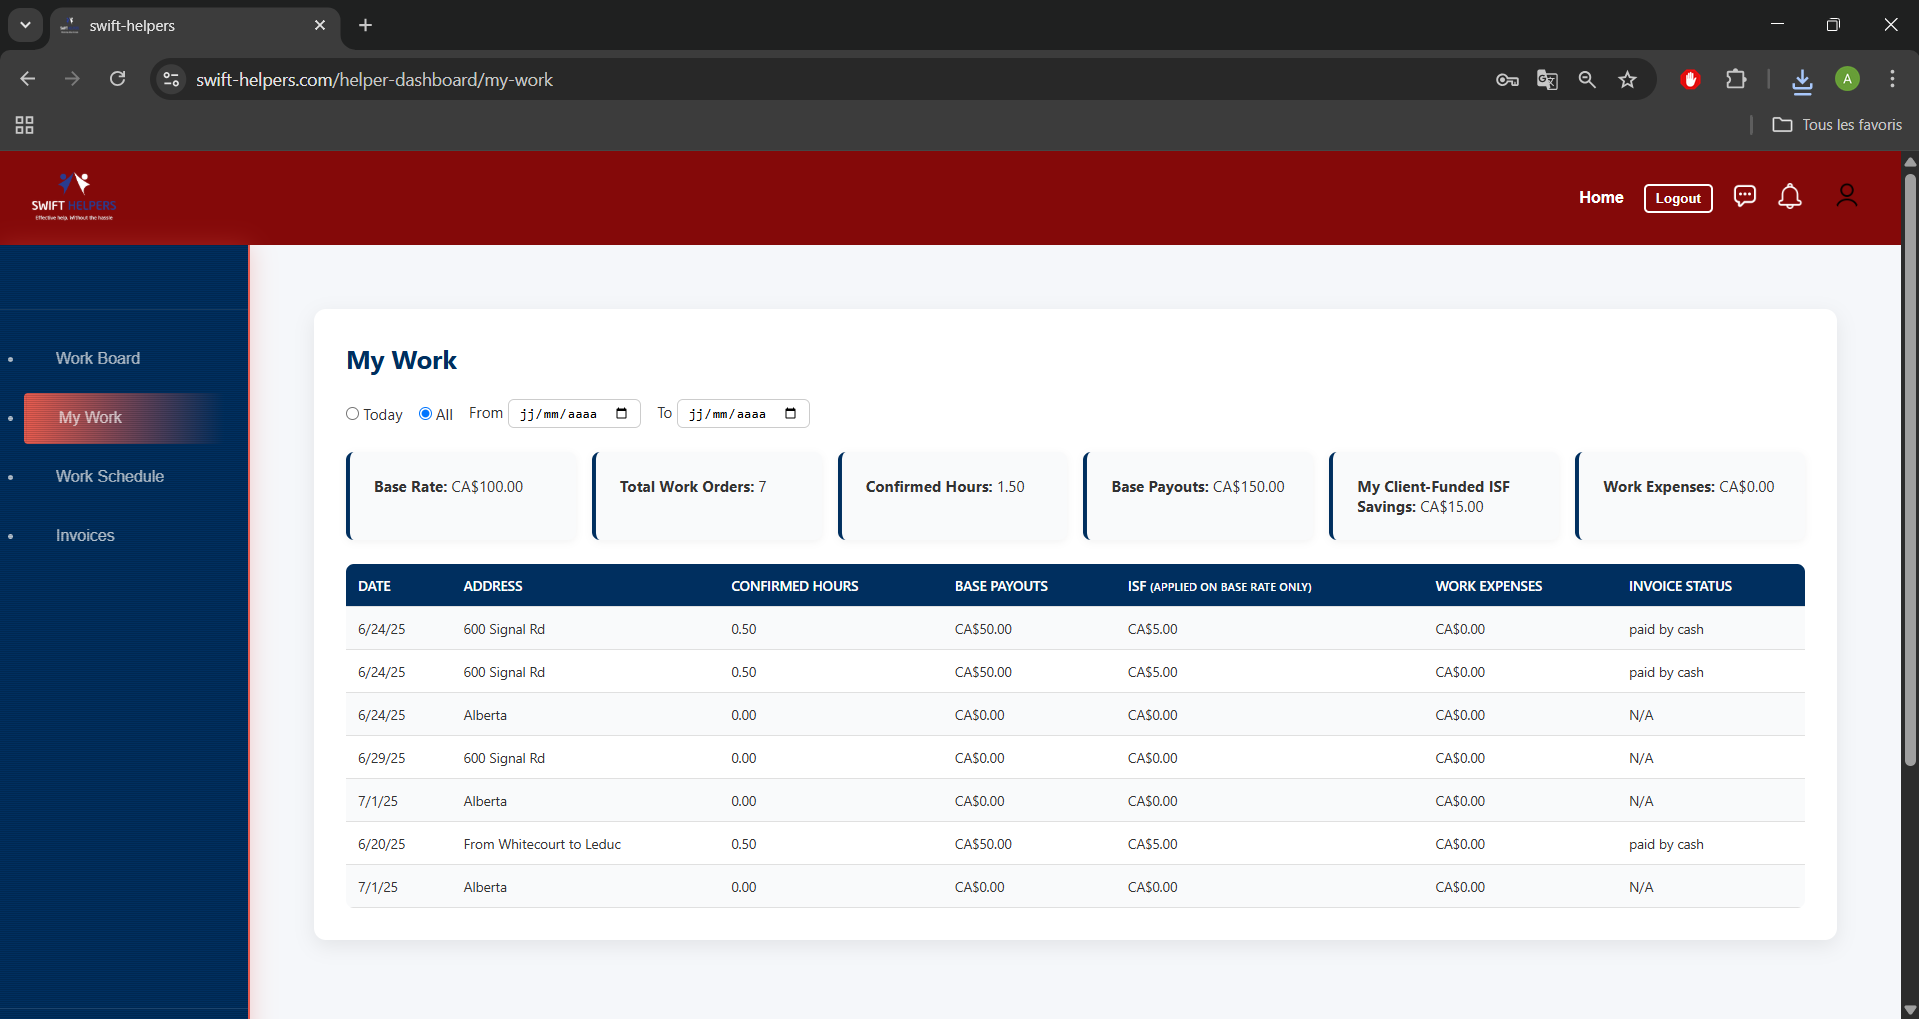 swift-helpers
swift-helpers.com/helper-dashboard/my-work
A
Tous les favoris
SWIFT HELPERS
Effective help. Without the hassle
Home
Logout
Work Board
My Work
Work Schedule
Invoices
My Work
Today All From jj/mm/aaaa To jj/mm/aaaa
Base Rate: CA$100.00
Total Work Orders: 7
Confirmed Hours: 1.50
Base Payouts: CA$150.00
My Client-Funded ISF
Savings: CA$15.00
Work Expenses: CA$0.00
DATE ADDRESS CONFIRMED HOURS BASE PAYOUTS ISF (APPLIED ON BASE RATE ONLY) WORK EXPENSES INVOICE STATUS
6/24/25 600 Signal Rd 0.50 CA$50.00 CA$5.00 CA$0.00 paid by cash
6/24/25 600 Signal Rd 0.50 CA$50.00 CA$5.00 CA$0.00 paid by cash
6/24/25 Alberta 0.00 CA$0.00 CA$0.00 CA$0.00 N/A
6/29/25 600 Signal Rd 0.00 CA$0.00 CA$0.00 CA$0.00 N/A
7/1/25 Alberta 0.00 CA$0.00 CA$0.00 CA$0.00 N/A
6/20/25 From Whitecourt to Leduc 0.50 CA$50.00 CA$5.00 CA$0.00 paid by cash
7/1/25 Alberta 0.00 CA$0.00 CA$0.00 CA$0.00 N/A